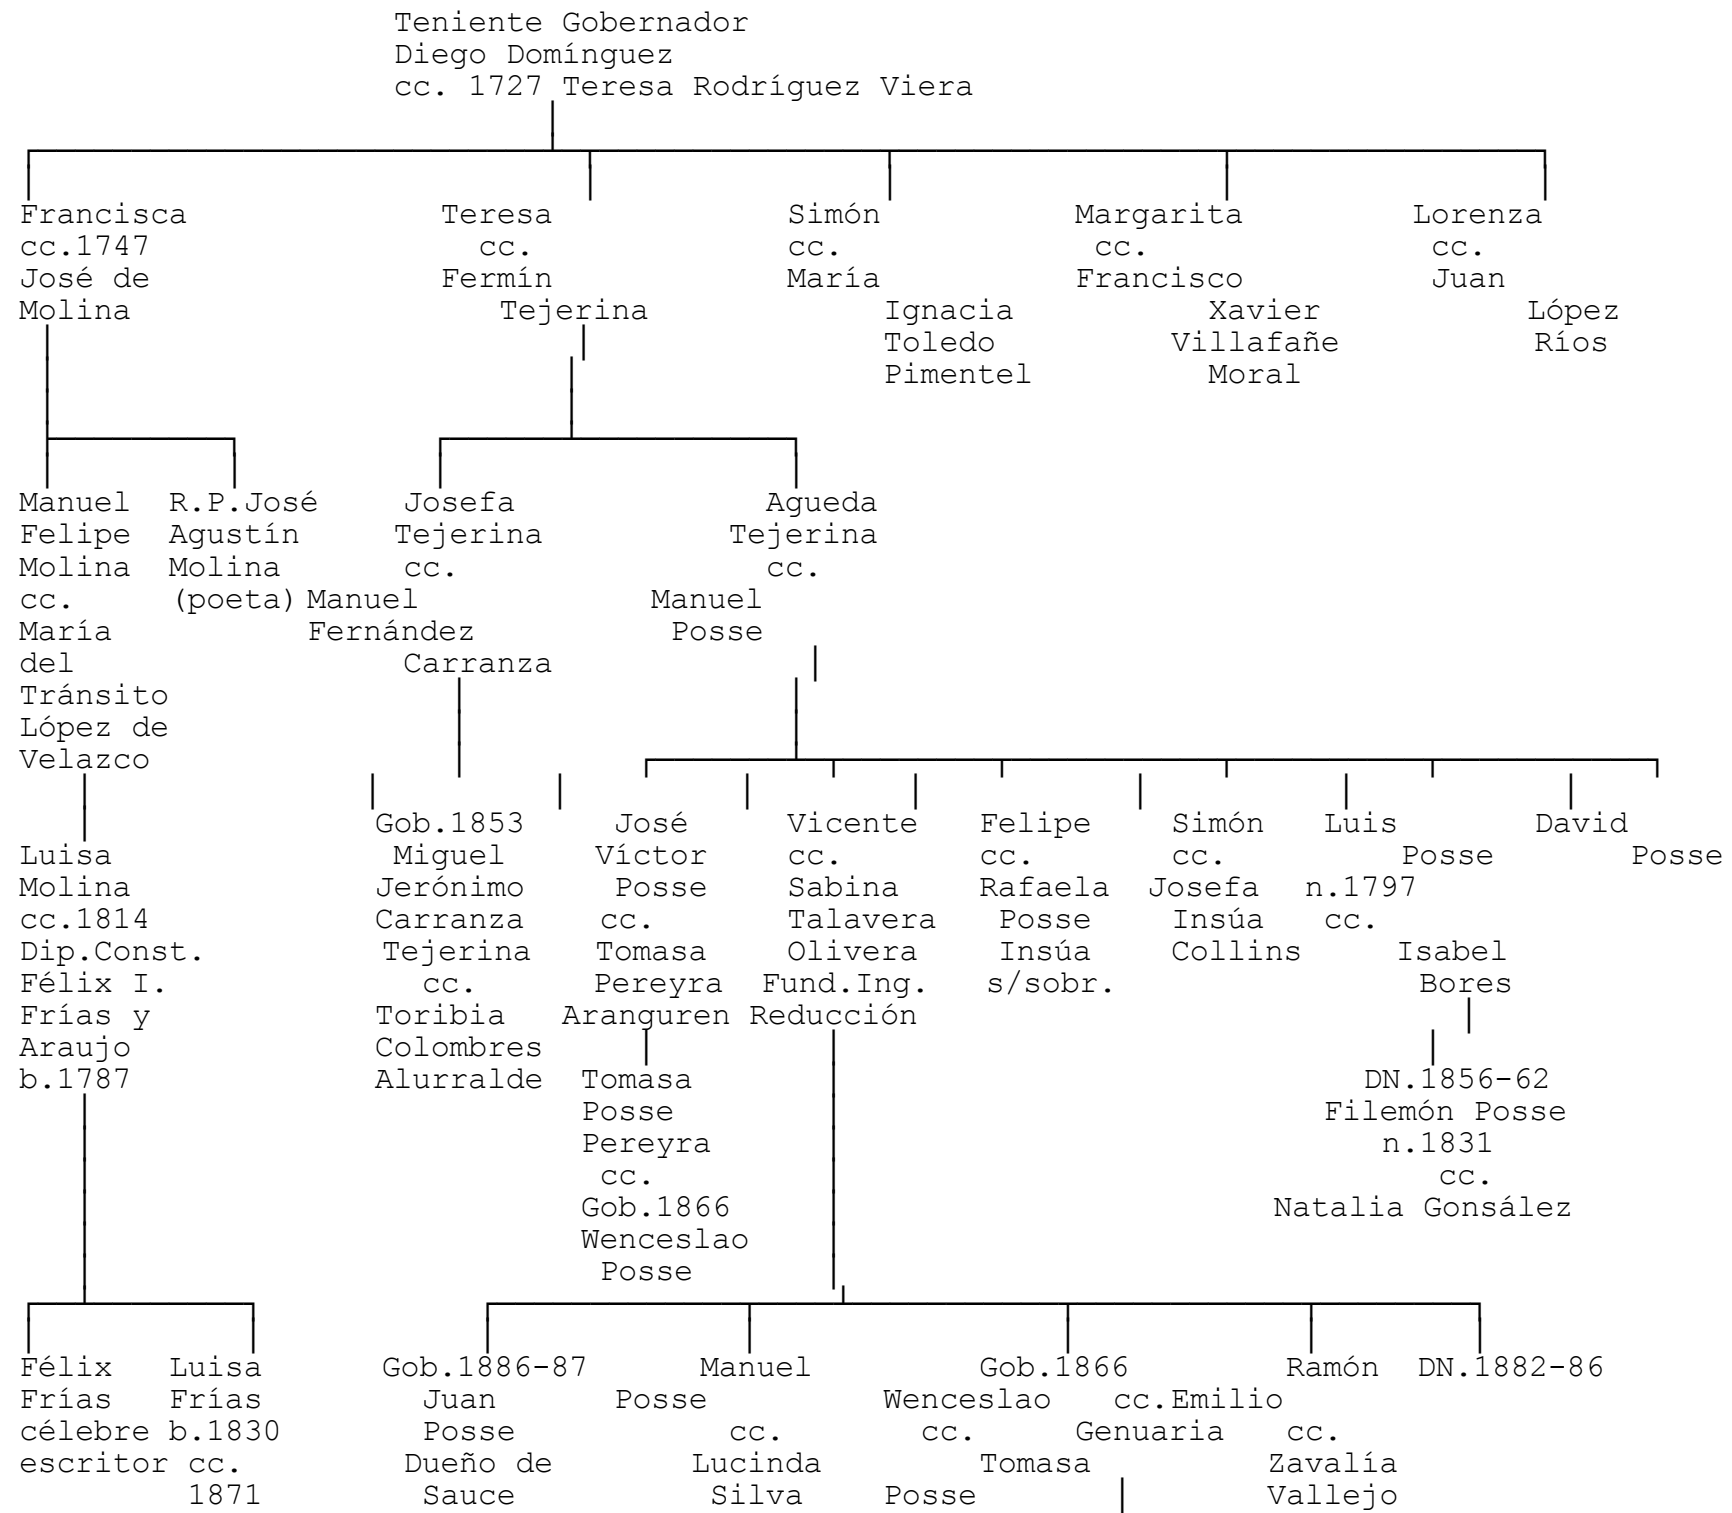 Teniente Gobernador
Diego Domínguez
cc. 1727 Teresa Rodríguez Viera
Francisca Teresa Simón Margarita Lorenza
cc.1747 cc. cc. cc. cc.
José de Fermín María Francisco Juan
Molina Tejerina Ignacia Xavier López
Toledo Villafañe Ríos
Pimentel Moral
Manuel R.P.José Josefa Agueda
Felipe Agustín Tejerina Tejerina
Molina Molina cc. cc.
cc. (poeta) Manuel Manuel
María Fernández Posse
del Carranza
Tránsito
López de
Velazco
Gob.1853 José Vicente Felipe Simón Luis David
Luisa Miguel Víctor cc. cc. cc. Posse Posse
Molina Jerónimo Posse Sabina Rafaela Josefa n.1797
cc.1814 Carranza cc. Talavera Posse Insúa cc.
Dip.Const. Tejerina Tomasa Olivera Insúa Collins Isabel
Félix I. cc. Pereyra Fund.Ing. s/sobr. Bores
Frías y Toribia Aranguren Reducción
Araujo Colombres
b.1787 Alurralde Tomasa DN.1856-62
Posse Filemón Posse
Pereyra n.1831
cc. cc.
Gob.1866 Natalia Gonsález
Wenceslao
Posse
Félix Luisa Gob.1886-87 Manuel Gob.1866 Ramón DN.1882-86
Frías Frías Juan Posse Wenceslao cc.Emilio
célebre b.1830 Posse cc. cc. Genuaria cc.
escritor cc. Dueño de Lucinda Tomasa Zavalía
1871 Sauce Silva Posse Vallejo